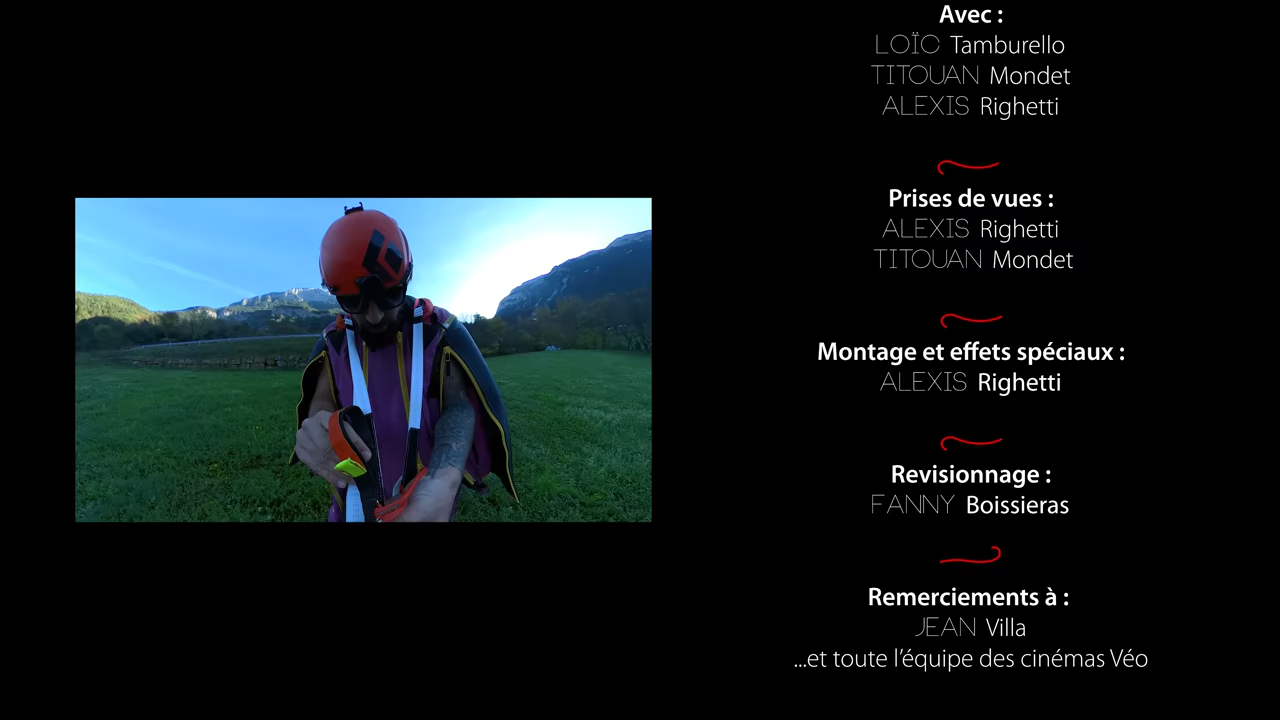 Avec :
LOÏC Tamburello
TITOUAN Mondet
ALEXIS Righetti
Prises de vues :
ALEXIS Righetti
TITOUAN Mondet
Montage et effets spéciaux :
ALEXIS Righetti
Revisionnage :
FANNY Boissieras
Remerciements à :
JEAN Villa
...et toute l’équipe des cinémas Véo